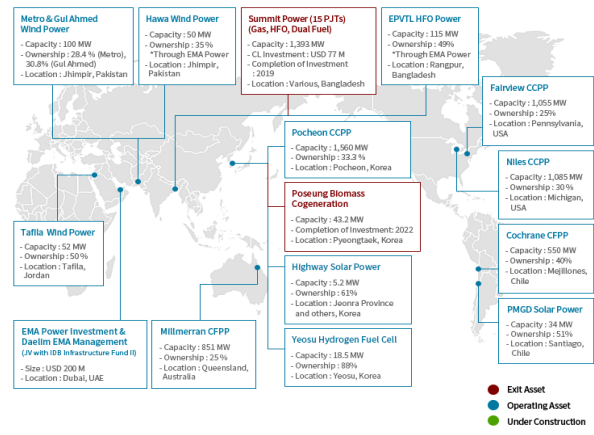 Metro & Gul Ahmed
Wind Power
- Capacity : 100 MW
- Ownership : 28.4 % (Metro),
30.8% (Gul Ahmed)
- Location : Jhimpir, Pakistan
Hawa Wind Power
- Capacity : 50 MW
- Ownership : 35 %
*Through EMA Power
- Location : Jhimpir,
Pakistan
Summit Power (15 PJTs)
(Gas, HFO, Dual Fuel)
- Capacity : 1,393 MW
- CL Investment : USD 77 M
- Completion of Investment
: 2019
- Location : Various, Bangladesh
EPVTL HFO Power
- Capacity : 115 MW
- Ownership : 49%
*Through EMA Power
- Location : Rangpur,
Bangladesh
Fairview CCPP
- Capacity : 1,055 MW
- Ownership : 25%
- Location : Pennsylvania,
USA
Pocheon CCPP
- Capacity : 1,560 MW
- Ownership : 33.3 %
- Location : Pocheon, Korea
Niles CCPP
- Capacity : 1,085 MW
- Ownership : 30 %
- Location : Michigan,
USA
Poseung Biomass
Cogeneration
- Capacity : 43.2 MW
- Completion of Investment: 2022
- Location : Pyeongtaek, Korea
Tafila Wind Power
- Capacity : 52 MW
- Ownership : 50 %
- Location : Tafila,
Jordan
Cochrane CFPP
- Capacity : 550 MW
- Ownership : 40%
- Location : Mejillones,
Chile
Highway Solar Power
- Capacity : 5.2 MW
- Ownership : 61%
- Location : Jeonra Province
and others, Korea
PMGD Solar Power
- Capacity : 34 MW
- Ownership : 51%
- Location : Santiago,
Chile
EMA Power Investment &
Daelim EMA Management
(JV with IDB Infrastructure Fund II)
- Size : USD 200 M
- Location : Dubai, UAE
Millmerran CFPP
- Capacity : 851 MW
- Ownership : 25 %
- Location : Queensland,
Australia
Yeosu Hydrogen Fuel Cell
- Capacity : 18.5 MW
- Ownership : 88%
- Location : Yeosu, Korea
Exit Asset
Operating Asset
Under Construction